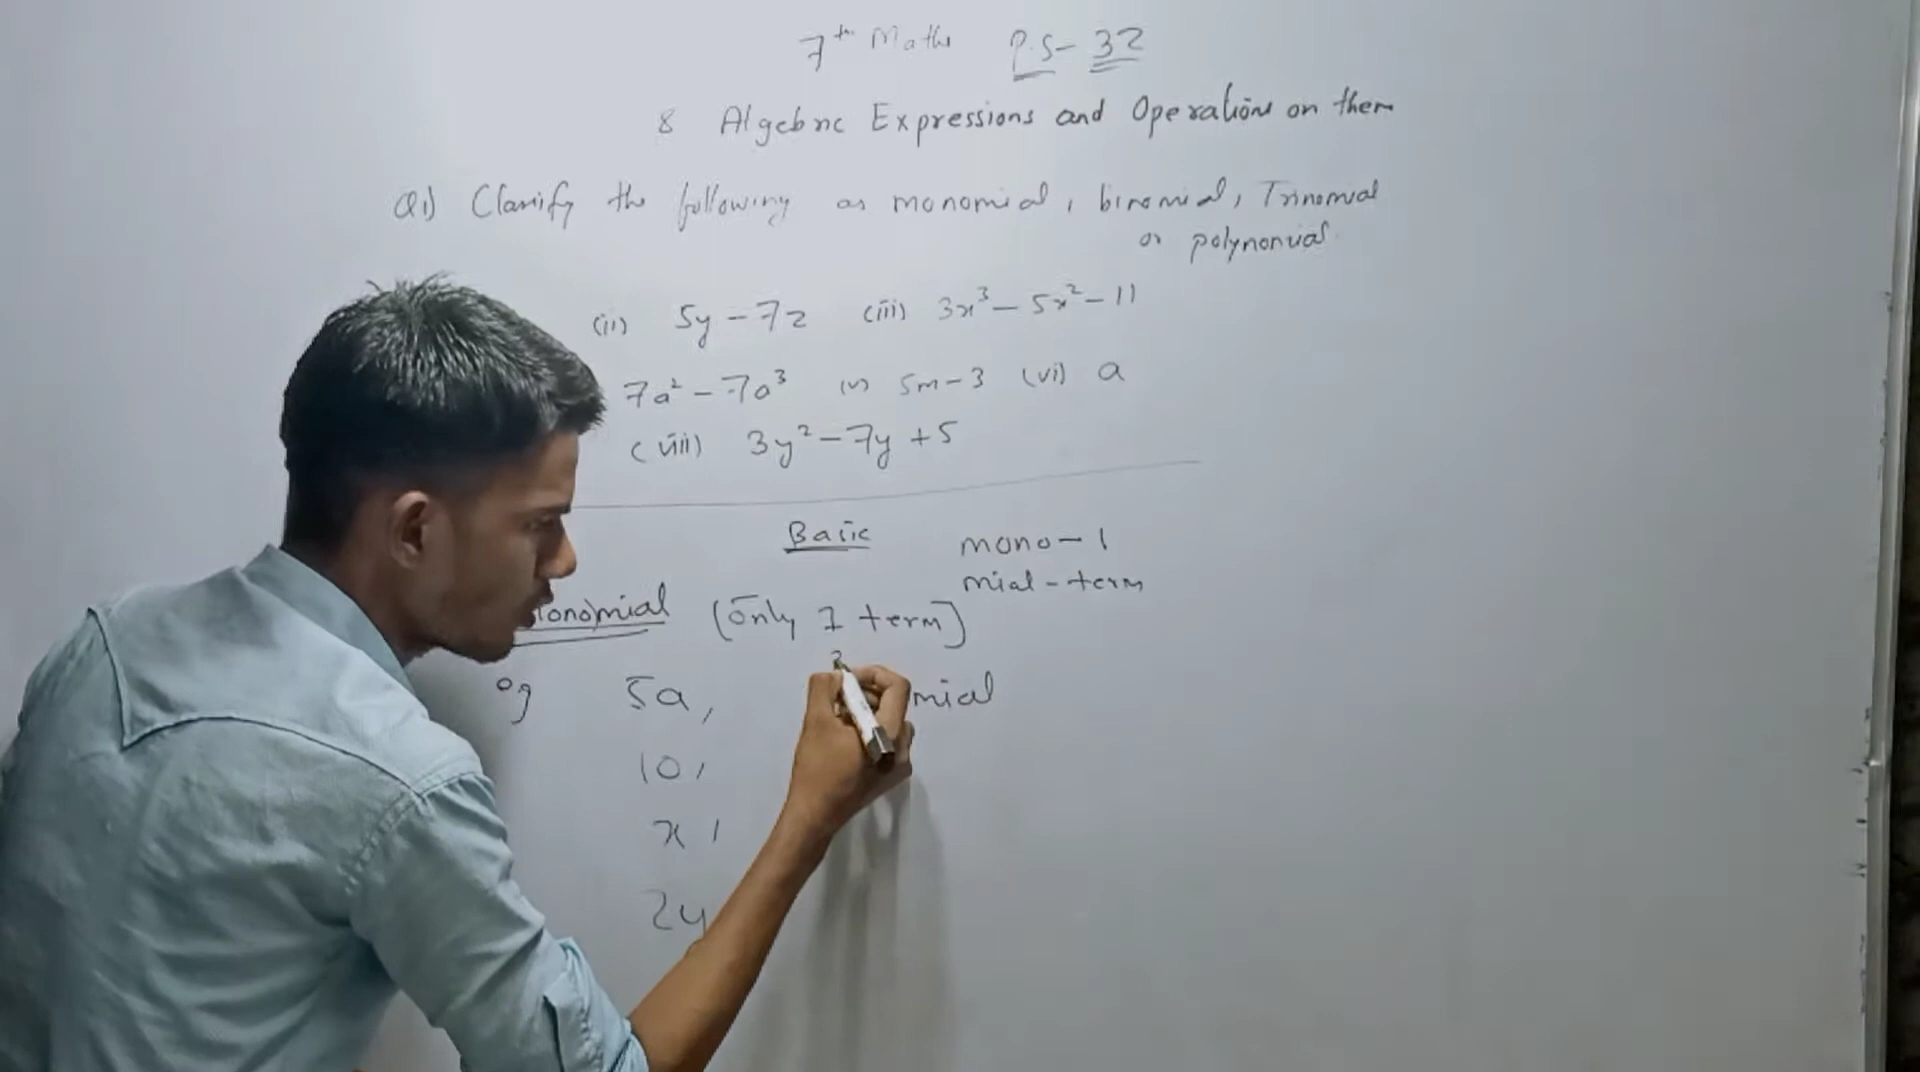 7th Maths P.S- 32
8 Algebric Expressions and Operations on them
Q1) Classify the following as monomial, binomial, Trinomial
or polynomial.
(ii) 5y - 7z (iii) 3x³ - 5x² - 11
7a² - 7a³ (v) 5m - 3 (vi) a
(viii) 3y² - 7y + 5
Basic
mono - 1
mial - term
onomial (Only 1 term)
eg 5a, mial
10,
x,
2y